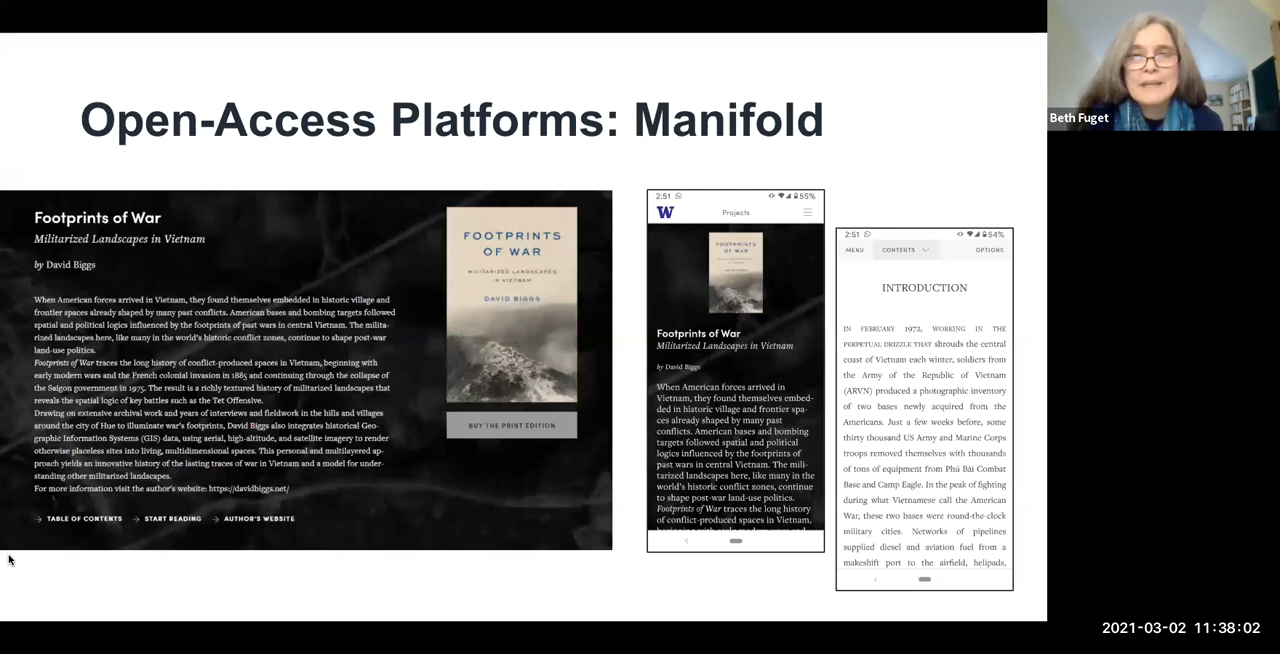 Open-Access Platforms: Manifold
Beth Fuget
Footprints of War
Militarized Landscapes in Vietnam
by David Biggs
When American forces arrived in Vietnam, they found themselves embedded in historic village and
frontier spaces already shaped by many past conflicts. American bases and bombing targets followed
spatial and political logics influenced by the footprints of past wars in central Vietnam. The milita-
rized landscapes here, like many in the world's historic conflict zones, continue to shape post-war
land-use politics.
Footprints of War traces the long history of conflict-produced spaces in Vietnam, beginning with
early modern wars and the French colonial invasion in 1885 and continuing through the collapse of
the Saigon government in 1975. The result is a richly textured history of militarized landscapes that
reveals the spatial logic of key battles such as the Tet Offensive.
Drawing on extensive archival work and years of interviews and fieldwork in the hills and villages
around the city of Hue to illuminate war's footprints, David Biggs also integrates historical Geo-
graphic Information Systems (GIS) data, using aerial, high-altitude, and satellite imagery to render
otherwise placeless sites into living, multidimensional spaces. This personal and multilayered ap-
proach yields an innovative history of the lasting traces of war in Vietnam and a model for under-
standing other militarized landscapes.
For more information visit the author's website: https://davidbiggs.net/
TABLE OF CONTENTS START READING AUTHOR'S WEBSITE
FOOTPRINTS
OF WAR
MILITARIZED LANDSCAPES
IN VIETNAM
DAVID BIGGS
BUY THE PRINT EDITION
2:51 55%
W Projects
FOOTPRINTS
OF WAR
Footprints of War
Militarized Landscapes in Vietnam
by David Biggs
When American forces arrived in
Vietnam, they found themselves embed-
ded in historic village and frontier spa-
ces already shaped by many past
conflicts. American bases and bombing
targets followed spatial and political
logics influenced by the footprints of
past wars in central Vietnam. The mili-
tarized landscapes here, like many in the
world's historic conflict zones, continue
to shape post-war land-use politics.
Footprints of War traces the long history
of conflict-produced spaces in Vietnam,
2:51 54%
MENU CONTENTS OPTIONS
INTRODUCTION
IN FEBRUARY 1972, WORKING IN THE
PERPETUAL DRIZZLE THAT shrouds the central
coast of Vietnam each winter, soldiers from
the Army of the Republic of Vietnam
(ARVN) produced a photographic inventory
of two bases newly acquired from the
Americans. Just a few weeks before, some
thirty thousand US Army and Marine Corps
troops removed themselves with thousands
of tons of equipment from Phú Bài Combat
Base and Camp Eagle. In the peak of fighting
during what Vietnamese call the American
War, these two bases were round-the-clock
military cities. Networks of pipelines
supplied diesel and aviation fuel from a
makeshift port to the airfield, helipads,
2021-03-02 11:38:02